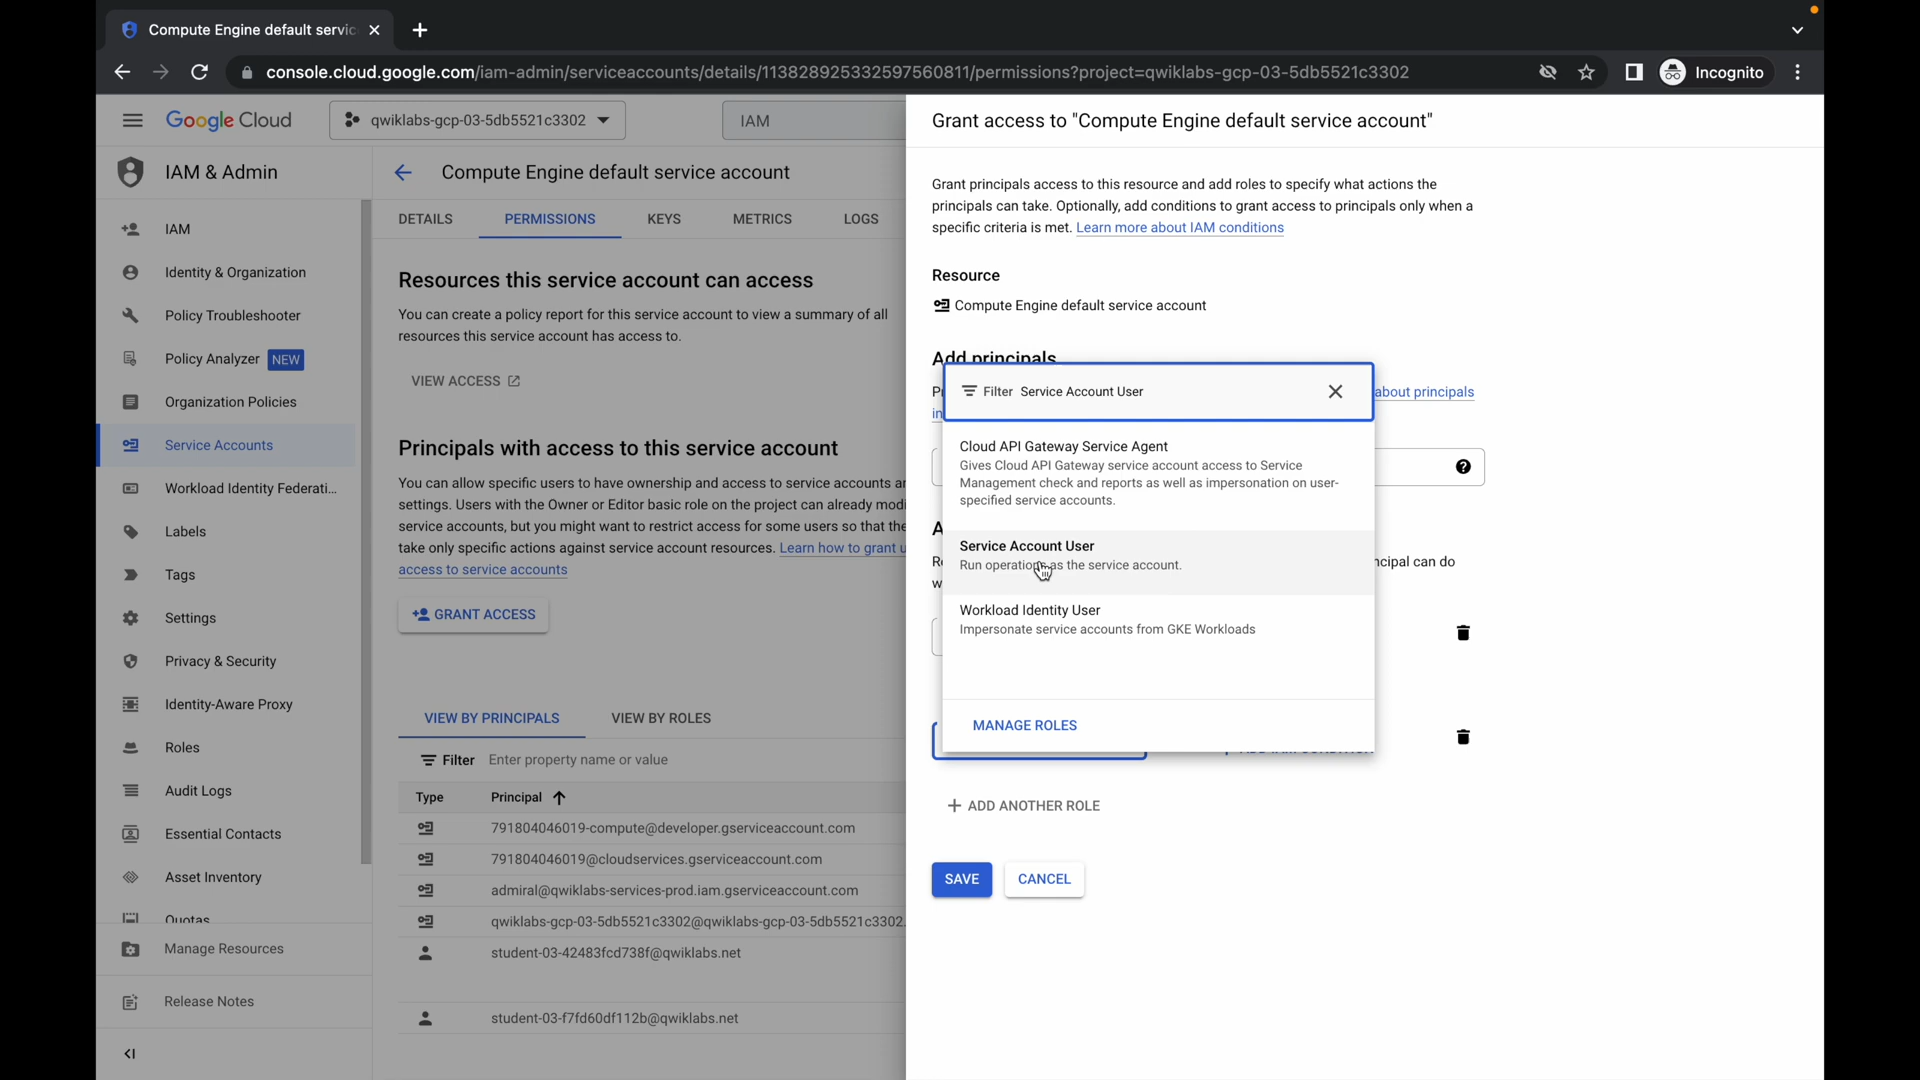 Compute Engine default servic
console.cloud.google.com/iam-admin/serviceaccounts/details/113828925332597560811/permissions?project=qwiklabs-gcp-03-5db5521c3302
Incognito
Google Cloud
qwiklabs-gcp-03-5db5521c3302
IAM
IAM & Admin
IAM
Identity & Organization
Policy Troubleshooter
Policy Analyzer NEW
Organization Policies
Service Accounts
Workload Identity Federati...
Labels
Tags
Settings
Privacy & Security
Identity-Aware Proxy
Roles
Audit Logs
Essential Contacts
Asset Inventory
Quotas
Manage Resources
Release Notes
Compute Engine default service account
DETAILS PERMISSIONS KEYS METRICS LOGS
Resources this service account can access
You can create a policy report for this service account to view a summary of all
resources this service account has access to.
VIEW ACCESS
Principals with access to this service account
You can allow specific users to have ownership and access to service accounts ar
settings. Users with the Owner or Editor basic role on the project can already modi
service accounts, but you might want to restrict access for some users so that the
take only specific actions against service account resources. Learn how to grant u
access to service accounts
GRANT ACCESS
VIEW BY PRINCIPALS VIEW BY ROLES
Filter Enter property name or value
Type Principal
791804046019-compute@developer.gserviceaccount.com
791804046019@cloudservices.gserviceaccount.com
admiral@qwiklabs-services-prod.iam.gserviceaccount.com
qwiklabs-gcp-03-5db5521c3302@qwiklabs-gcp-03-5db5521c3302.
student-03-42483fcd738f@qwiklabs.net
student-03-f7fd60df112b@qwiklabs.net
Grant access to "Compute Engine default service account"
Grant principals access to this resource and add roles to specify what actions the
principals can take. Optionally, add conditions to grant access to principals only when a
specific criteria is met. Learn more about IAM conditions
Resource
Compute Engine default service account
Add principals
about principals
Filter Service Account User
Cloud API Gateway Service Agent
Gives Cloud API Gateway service account access to Service
Management check and reports as well as impersonation on user-
specified service accounts.
Service Account User
Run operations as the service account.
ncipal can do
Workload Identity User
Impersonate service accounts from GKE Workloads
MANAGE ROLES
ADD ANOTHER ROLE
SAVE CANCEL